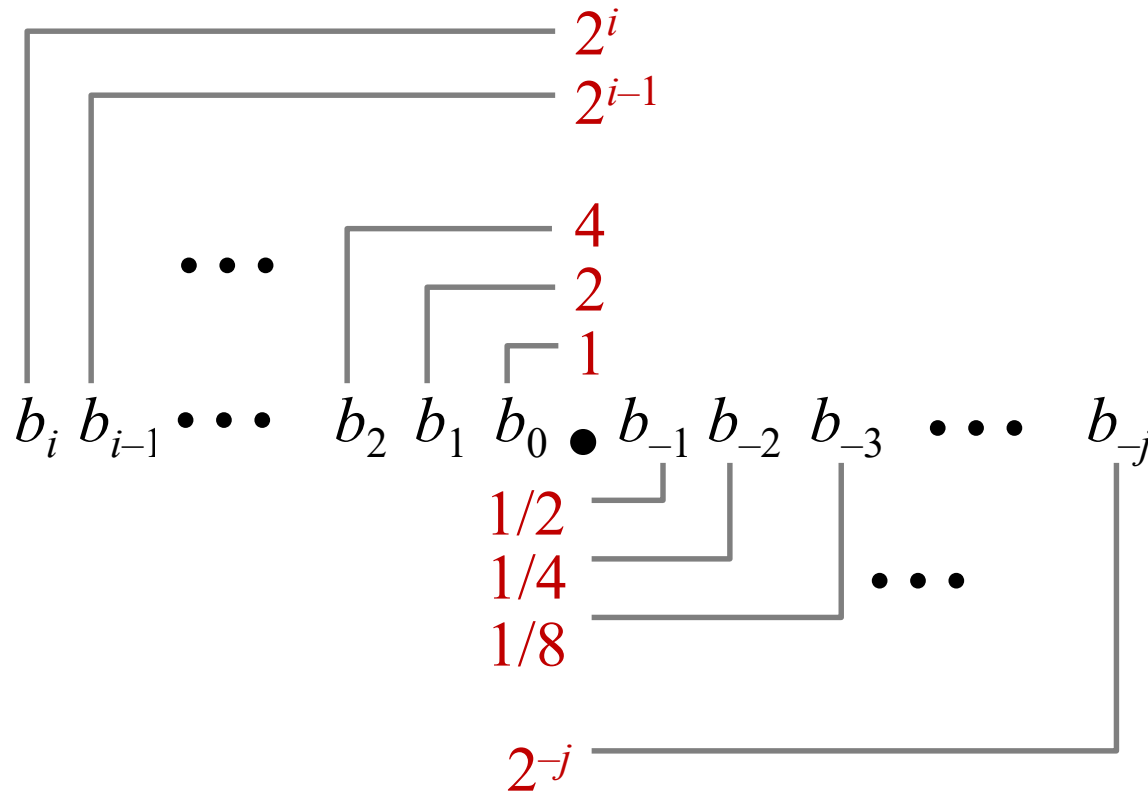 2^i
2^{i–1}
4
• • •
2
1
b_i b_{i–1} • • • b_2 b_1 b_0 . b_{–1} b_{–2} b_{–3} • • • b_{–j}
1/2
1/4
• • •
1/8
2^{–j}